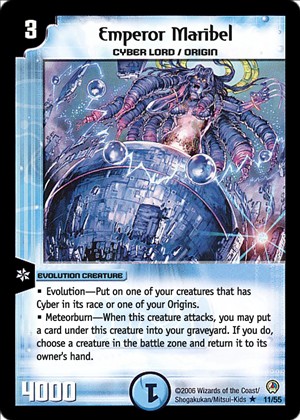 3
Emperor Maribel
CYBER LORD / ORIGIN
EVOLUTION CREATURE
▪ Evolution—Put on one of your creatures that has
Cyber in its race or one of your Origins.
▪ Meteorburn—When this creature attacks, you may put
a card under this creature into your graveyard. If you do,
choose a creature in the battle zone and return it to its
owner's hand.
4000
1
©2006 Wizards of the Coast/
Shogakukan/Mitsui-Kids ★ 11/55